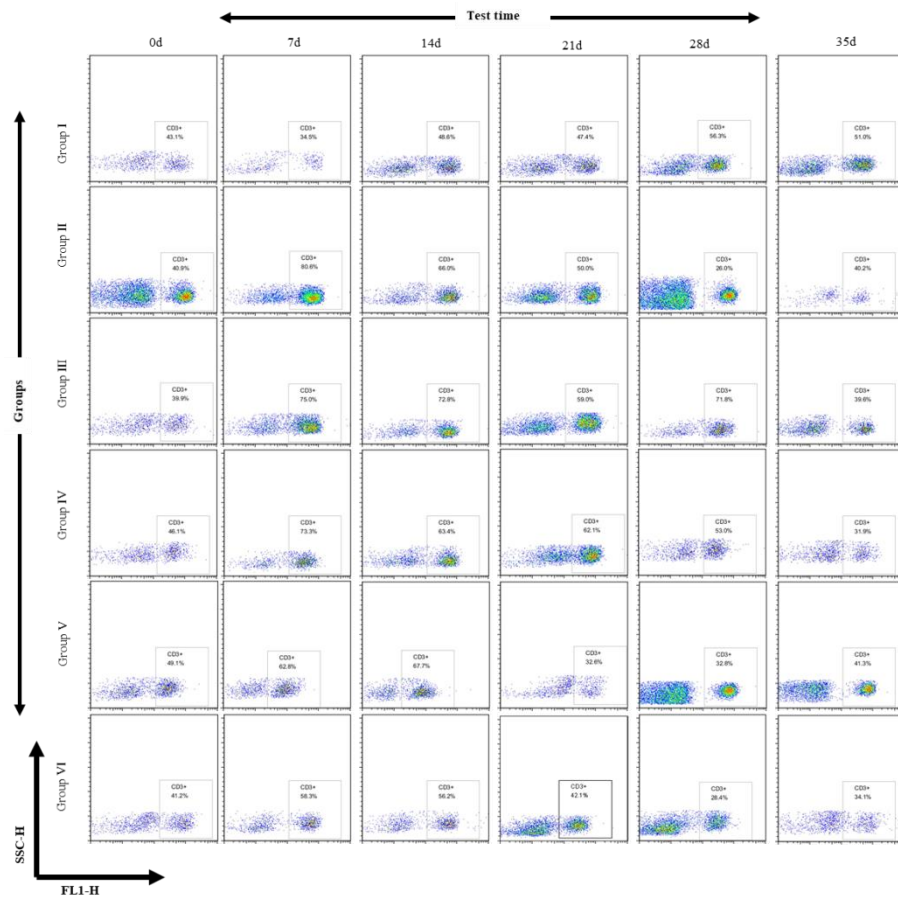 Test time
0d 7d 14d 21d 28d 35d
Groups
Group I
CD3+
43.1%
CD3+
34.5%
CD3+
48.6%
CD3+
47.4%
CD3+
56.3%
CD3+
51.0%
Group II
CD3+
40.8%
CD3+
80.6%
CD3+
66.0%
CD3+
50.0%
CD3+
26.0%
CD3+
40.2%
Group III
CD3+
39.9%
CD3+
75.0%
CD3+
72.8%
CD3+
59.0%
CD3+
71.8%
CD3+
39.6%
Group IV
CD3+
46.1%
CD3+
73.3%
CD3+
63.4%
CD3+
62.1%
CD3+
53.0%
CD3+
31.9%
Group V
CD3+
49.1%
CD3+
62.8%
CD3+
67.7%
CD3+
32.6%
CD3+
32.8%
CD3+
41.3%
Group VI
CD3+
41.2%
CD3+
58.3%
CD3+
56.2%
CD3+
42.1%
CD3+
28.4%
CD3+
34.1%
SSC-H
FL1-H